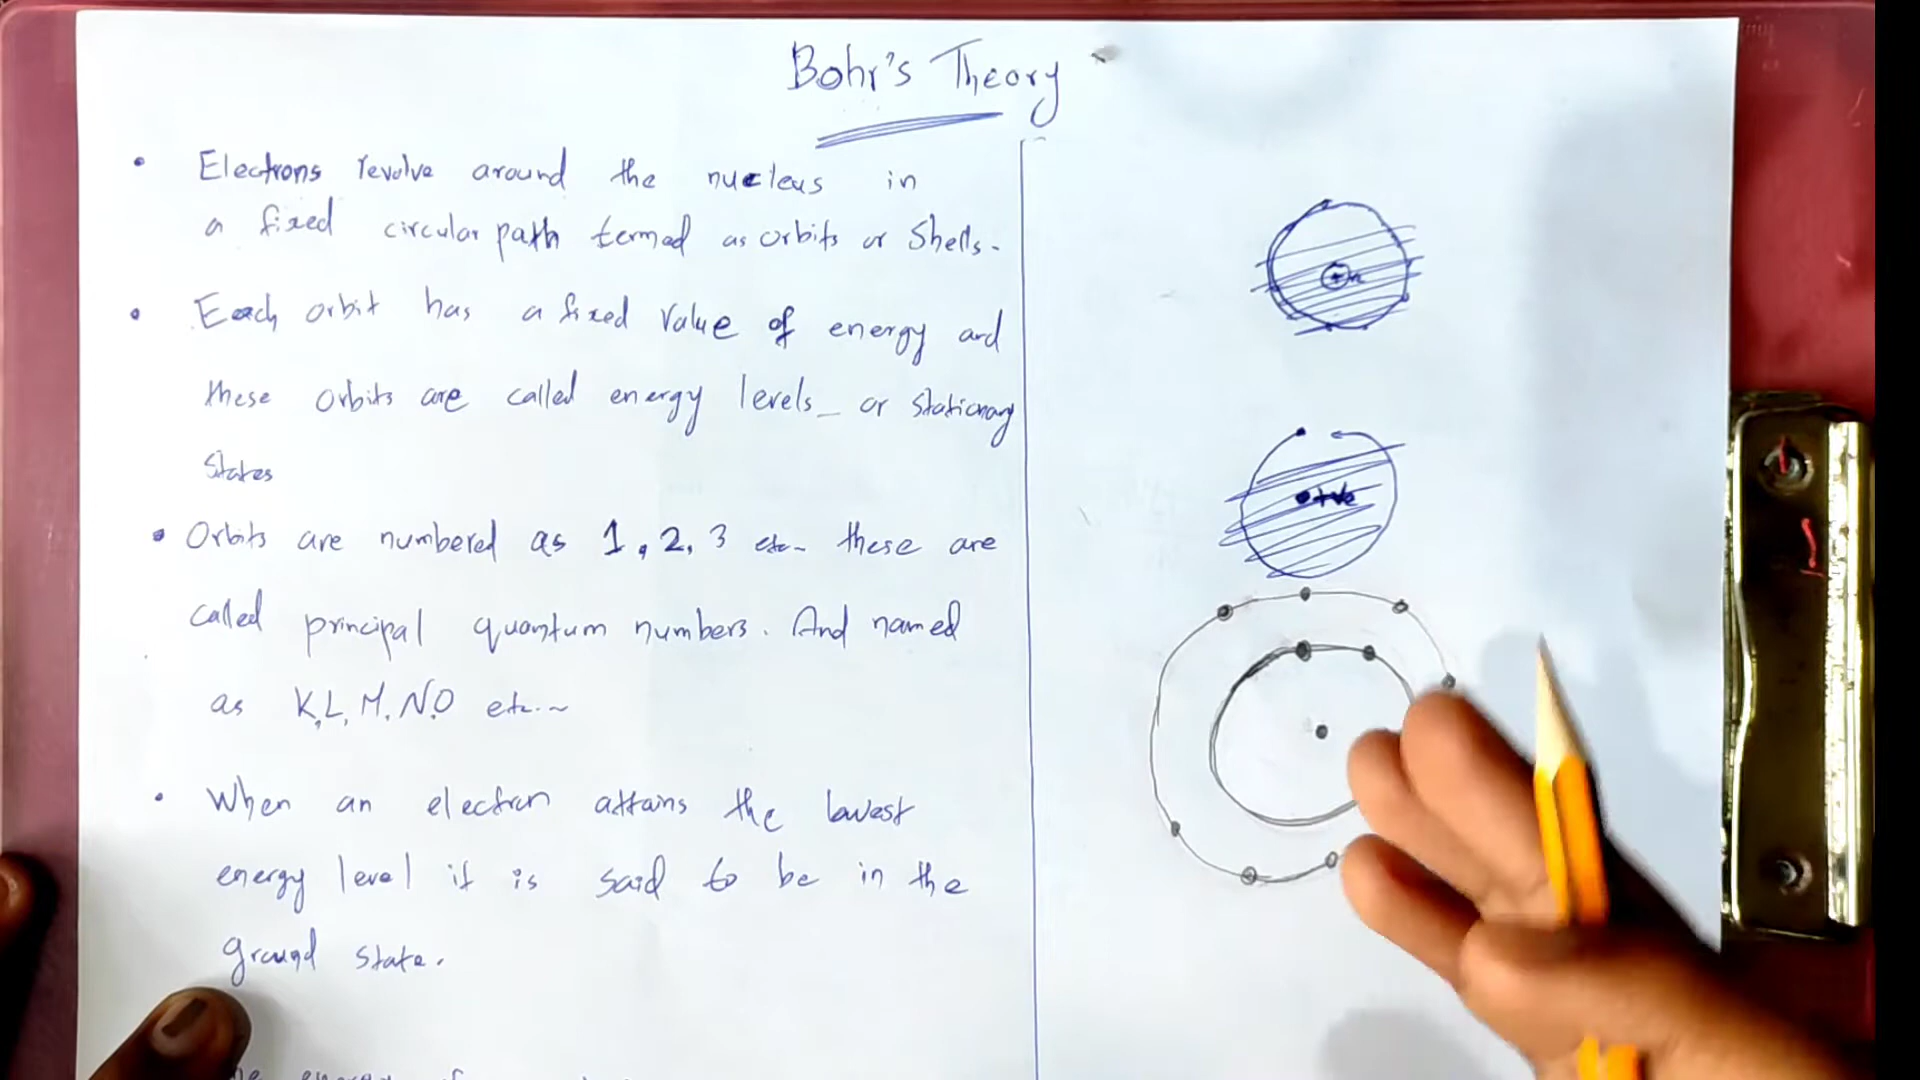 Bohr's Theory
• Electrons revolve around the nucleus in
a fixed circular path termed as orbits or Shells.
• Each orbit has a fixed value of energy and
these orbits are called energy levels_ or stationary
States
• Orbits are numbered as 1, 2, 3 etc- these are
called principal quantum numbers. And named
as K,L,M,N,O etc..~
• When an electron attains the lowest
energy level it is said to be in the
ground state.
energy of
+
+ve